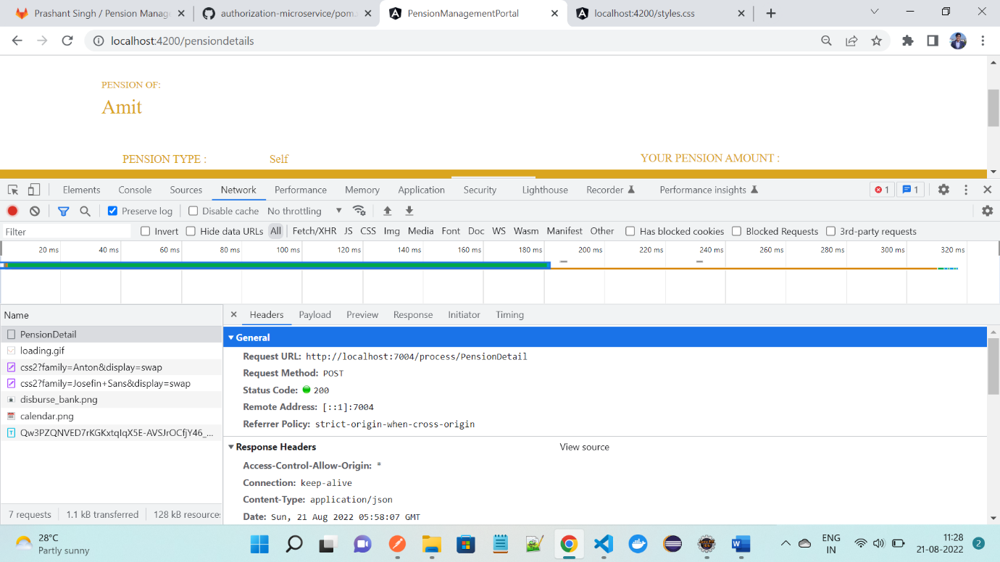 Prashant Singh / Pension Manage
authorization-microservice/pom.x
PensionManagementPortal
localhost:4200/styles.css
localhost:4200/pensiondetails
PENSION OF:
Amit
PENSION TYPE :
Self
YOUR PENSION AMOUNT :
Elements
Console
Sources
Network
Performance
Memory
Application
Security
Lighthouse
Recorder
Performance insights
1
1
Preserve log
Disable cache
No throttling
Filter
Invert
Hide data URLs
All
Fetch/XHR
JS
CSS
Img
Media
Font
Doc
WS
Wasm
Manifest
Other
Has blocked cookies
Blocked Requests
3rd-party requests
20 ms
40 ms
60 ms
80 ms
100 ms
120 ms
140 ms
160 ms
180 ms
200 ms
220 ms
240 ms
260 ms
280 ms
300 ms
320 ms
Name
PensionDetail
loading.gif
css2?family=Anton&display=swap
css2?family=Josefin+Sans&display=swap
disburse_bank.png
calendar.png
Qw3PZQNVED7rKGKxtqIqX5E-AVSJrOCfjY46_...
7 requests
1.1 kB transferred
128 kB resources
Headers
Payload
Preview
Response
Initiator
Timing
General
Request URL: http://localhost:7004/process/PensionDetail
Request Method: POST
Status Code: 200
Remote Address: [::1]:7004
Referrer Policy: strict-origin-when-cross-origin
Response Headers
View source
Access-Control-Allow-Origin: *
Connection: keep-alive
Content-Type: application/json
Date: Sun, 21 Aug 2022 05:58:07 GMT
28°C
Partly sunny
ENG
IN
11:28
21-08-2022
2